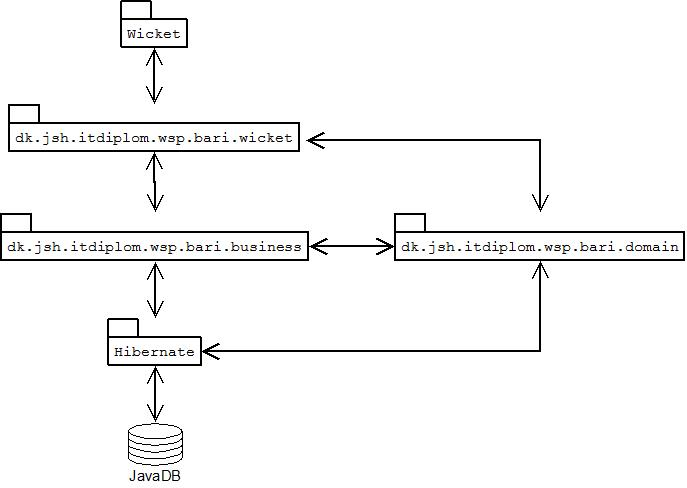 Wicket
dk.jsh.itdiplom.wsp.bari.wicket
dk.jsh.itdiplom.wsp.bari.business
dk.jsh.itdiplom.wsp.bari.domain
Hibernate
JavaDB